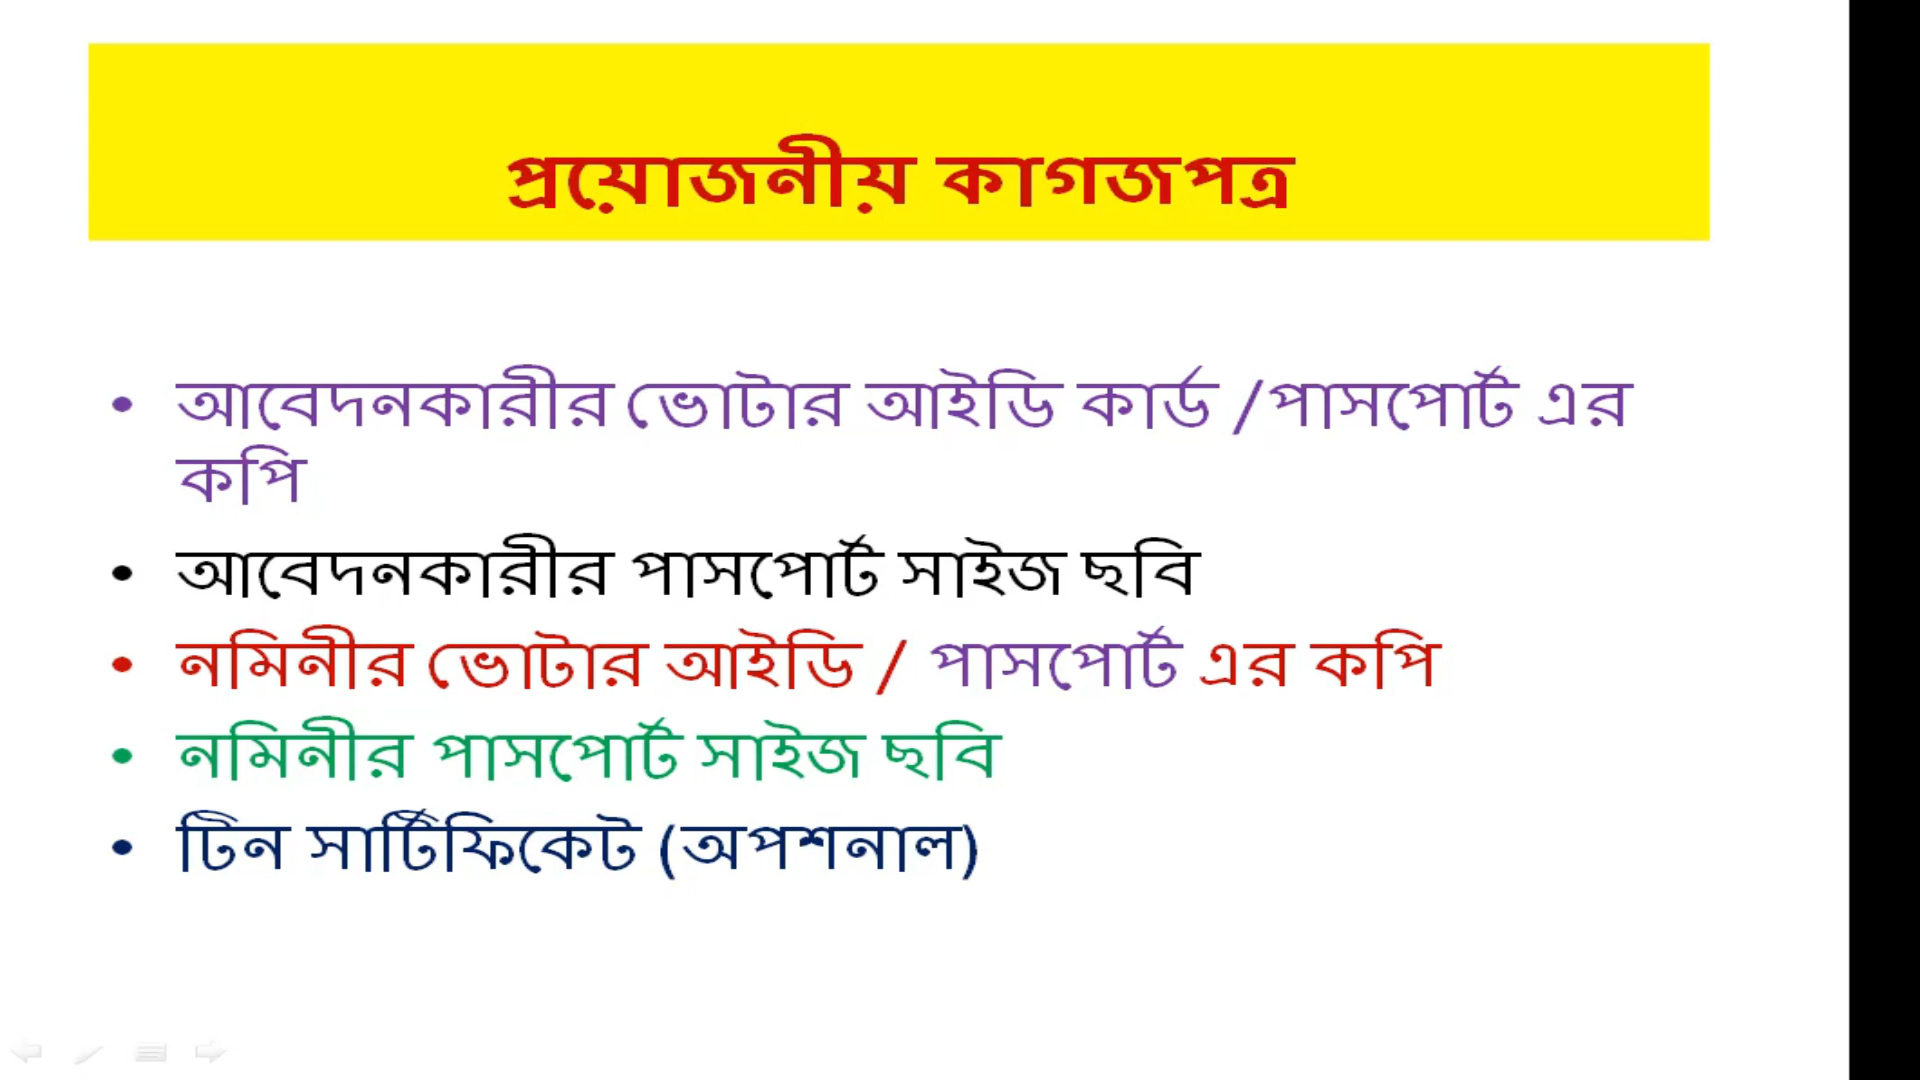 প্রয়োজনীয় কাগজপত্র
• আবেদনকারীর ভোটার আইডি কার্ড /পাসপোর্ট এর
কপি
• আবেদনকারীর পাসপোর্ট সাইজ ছবি
• নমিনীর ভোটার আইডি / পাসপোর্ট এর কপি
• নমিনীর পাসপোর্ট সাইজ ছবি
• টিন সার্টিফিকেট (অপশনাল)